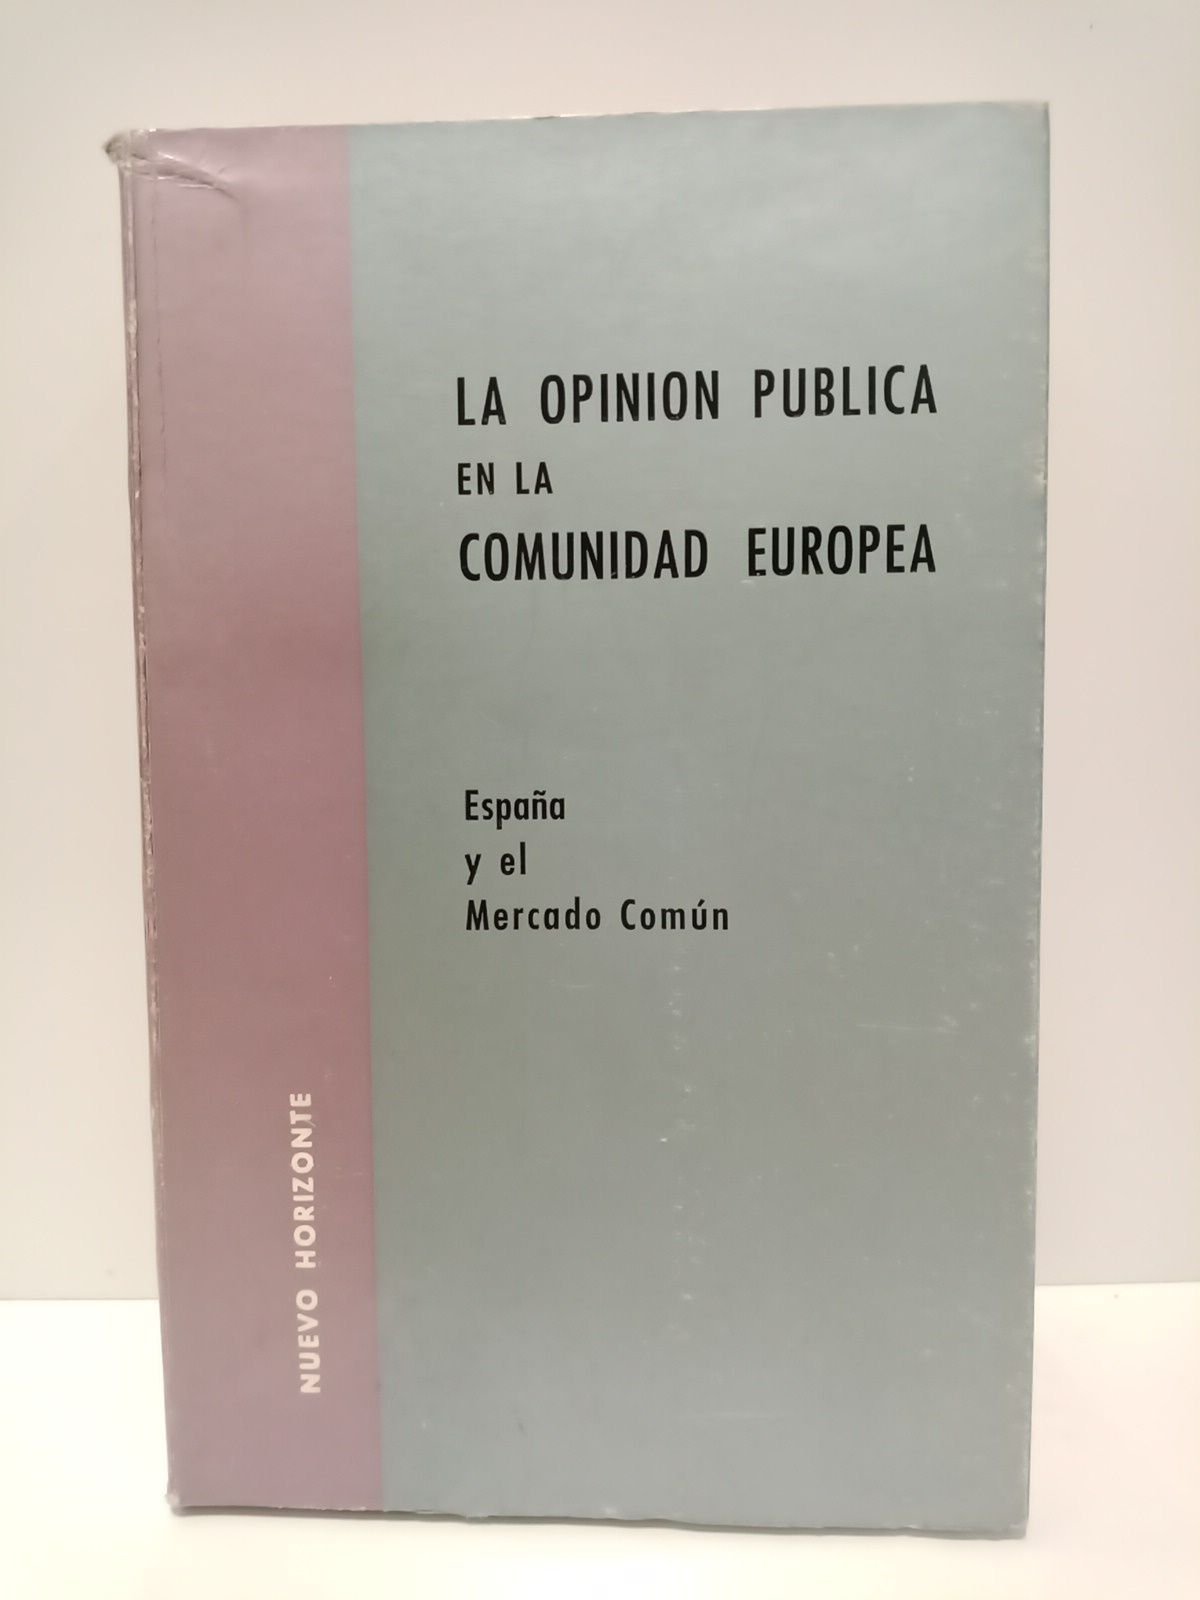 LA OPINION PUBLICA
EN LA
COMUNIDAD EUROPEA
España
y el
Mercado Común
NUEVO HORIZONTE